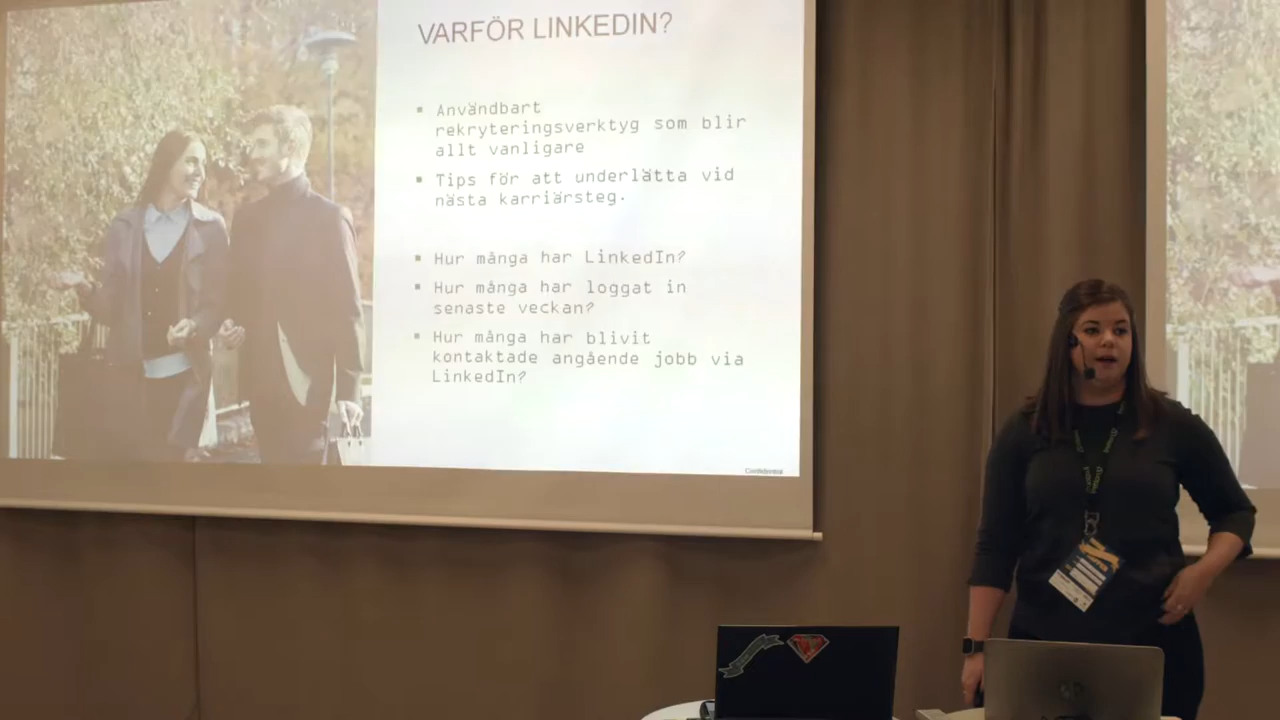 VARFÖR LINKEDIN?
▪ Användbart
rekryteringsverktyg som blir
allt vanligare
▪ Tips för att underlätta vid
nästa karriärsteg.
▪ Hur många har LinkedIn?
▪ Hur många har loggat in
senaste veckan?
▪ Hur många har blivit
kontaktade angående jobb via
LinkedIn?
Confidential
hp